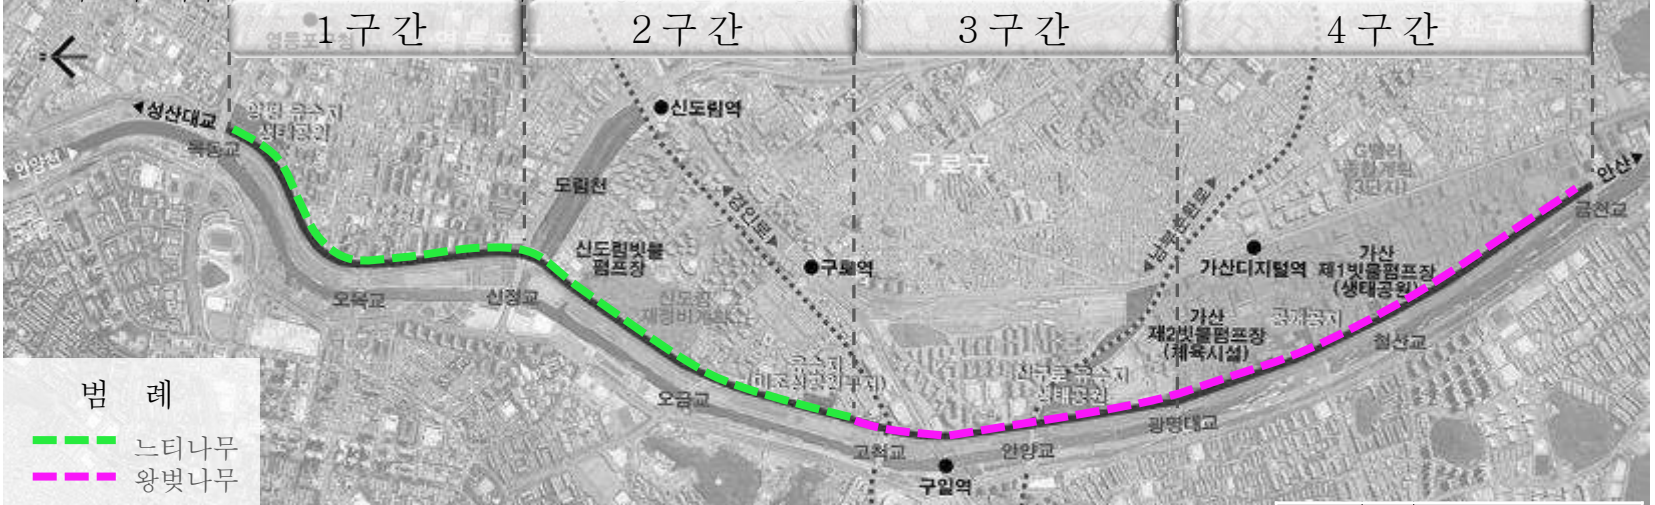 1구간
2구간
3구간
4구간
◀성산대교
목동교
안양천
신도림역
도림천
◀경인로▶
구로구
◀남부순환로▶
안산▶
금천교
신도림빗물
펌프장
구로역
가산디지털역
가산
제1빗물펌프장
(생태공원)
가산
제2빗물펌프장
(체육시설)
오목교
신정교
철산교
오금교
고척교
안양교
광명대교
구일역
범 례
느티나무
왕벚나무